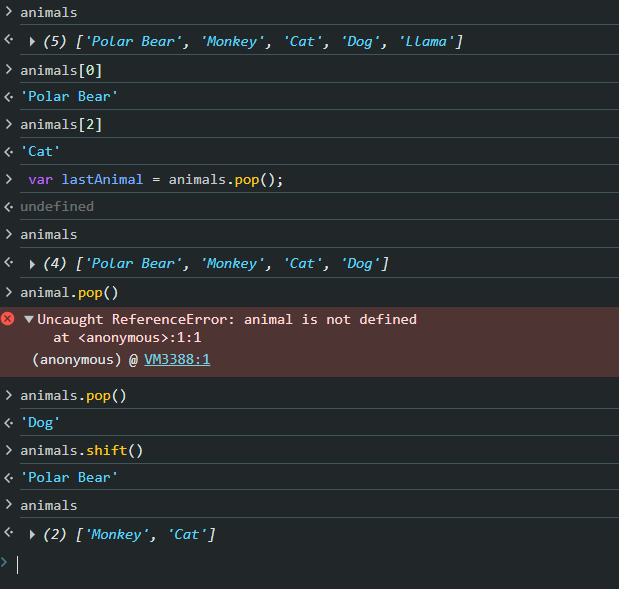 > animals
(5) ['Polar Bear', 'Monkey', 'Cat', 'Dog', 'Llama']
> animals[0]
'Polar Bear'
> animals[2]
'Cat'
> var lastAnimal = animals.pop();
undefined
> animals
(4) ['Polar Bear', 'Monkey', 'Cat', 'Dog']
> animal.pop()
Uncaught ReferenceError: animal is not defined
at <anonymous>:1:1
(anonymous) @ VM3388:1
> animals.pop()
'Dog'
> animals.shift()
'Polar Bear'
> animals
(2) ['Monkey', 'Cat']
>